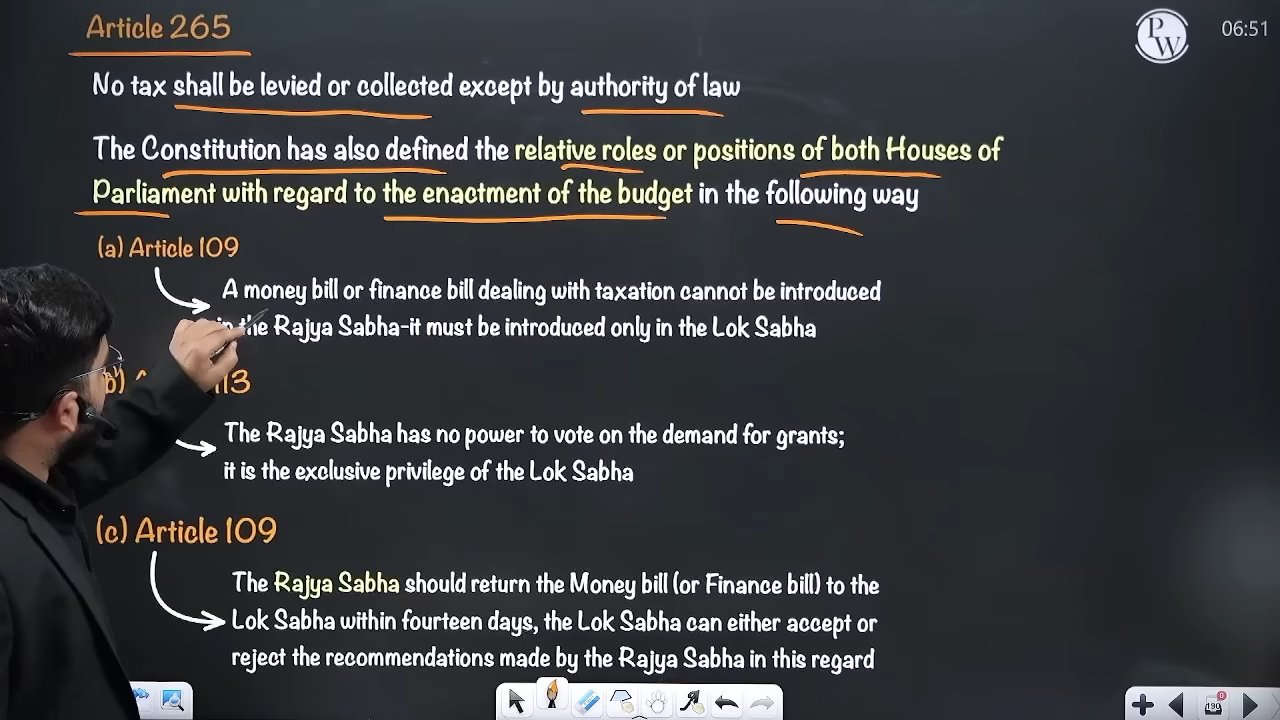 Article 265
PW
06:51
No tax shall be levied or collected except by authority of law
The Constitution has also defined the relative roles or positions of both Houses of
Parliament with regard to the enactment of the budget in the following way
(a) Article 109
A money bill or finance bill dealing with taxation cannot be introduced
in the Rajya Sabha-it must be introduced only in the Lok Sabha
b) 113
The Rajya Sabha has no power to vote on the demand for grants;
it is the exclusive privilege of the Lok Sabha
(c) Article 109
The Rajya Sabha should return the Money bill (or Finance bill) to the
Lok Sabha within fourteen days, the Lok Sabha can either accept or
reject the recommendations made by the Rajya Sabha in this regard